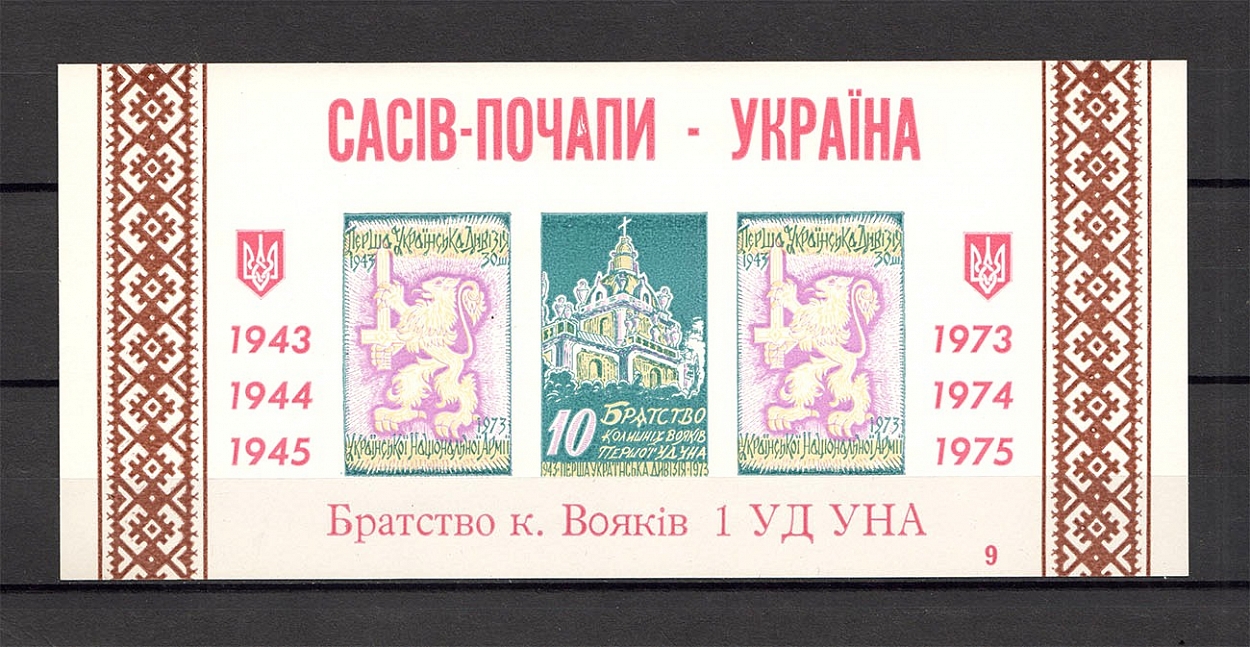 САСІВ-ПОЧАПИ - УКРАЇНА
1943
1944
1945
Перша Українська Дивізія
1943 30ш
1973
Української Національної Армії
10
Братство
колишніх вояків
Першої УД УНА
1943-ПЕРША УКРАЇНСЬКА ДИВІЗІЯ-1973
Перша Українська Дивізія
1943 30ш
1973
Української Національної Армії
1973
1974
1975
Братство к. Вояків 1 УД УНА
9